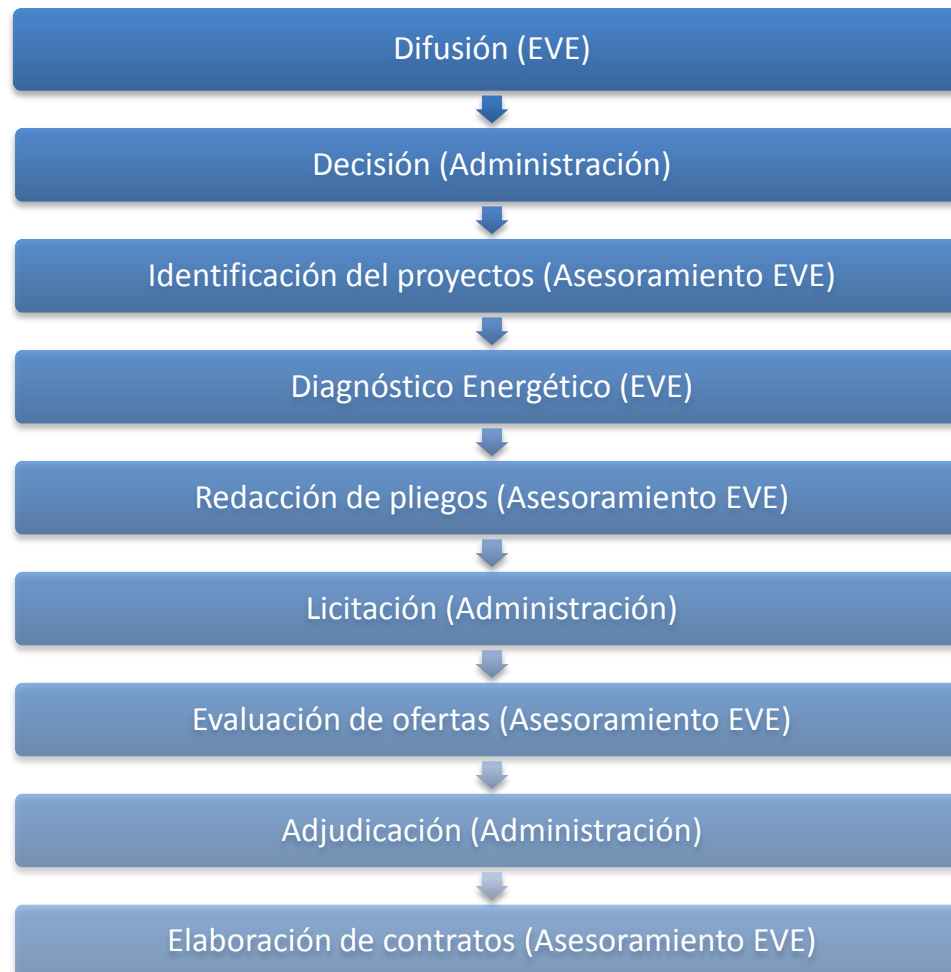 Difusión (EVE)
Decisión (Administración)
Identificación del proyectos (Asesoramiento EVE)
Diagnóstico Energético (EVE)
Redacción de pliegos (Asesoramiento EVE)
Licitación (Administración)
Evaluación de ofertas (Asesoramiento EVE)
Adjudicación (Administración)
Elaboración de contratos (Asesoramiento EVE)